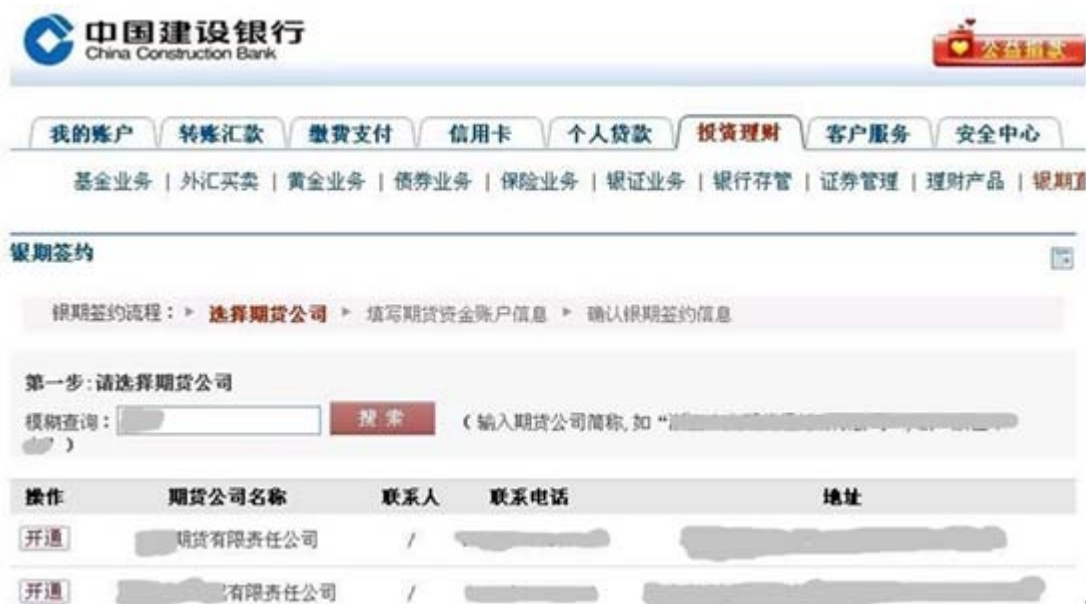 中国建设银行
China Construction Bank
公益捐款
我的账户 转账汇款 缴费支付 信用卡 个人贷款 投资理财 客户服务 安全中心
基金业务 | 外汇买卖 | 黄金业务 | 债券业务 | 保险业务 | 银证业务 | 银行存管 | 证券管理 | 理财产品 | 银期直
银期签约
银期签约流程： 选择期货公司 填写期货资金账户信息 确认银期签约信息
第一步:请选择期货公司
模糊查询： 搜索 （输入期货公司简称,如“
”）
操作 期货公司名称 联系人 联系电话 地址
开通 期货有限责任公司 /
开通 有限责任公司 /